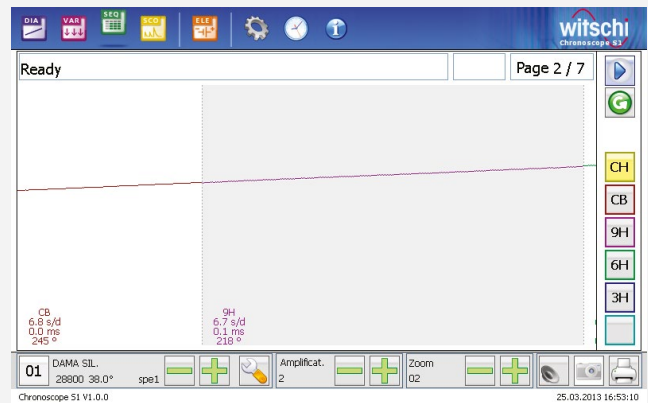 DIA VAR SEQ SCO ELE
witschi
Chronoscope S1
Ready Page 2 / 7
G
CH
CB
9H
6H
3H
CB 9H
6.8 s/d 6.7 s/d
0.0 ms 0.1 ms
245 ° 218 °
01 DAMA SIL. Amplificat. Zoom
28800 38.0° spe1 2 02
Chronoscope S1 V1.0.0 25.03.2013 16:53:10